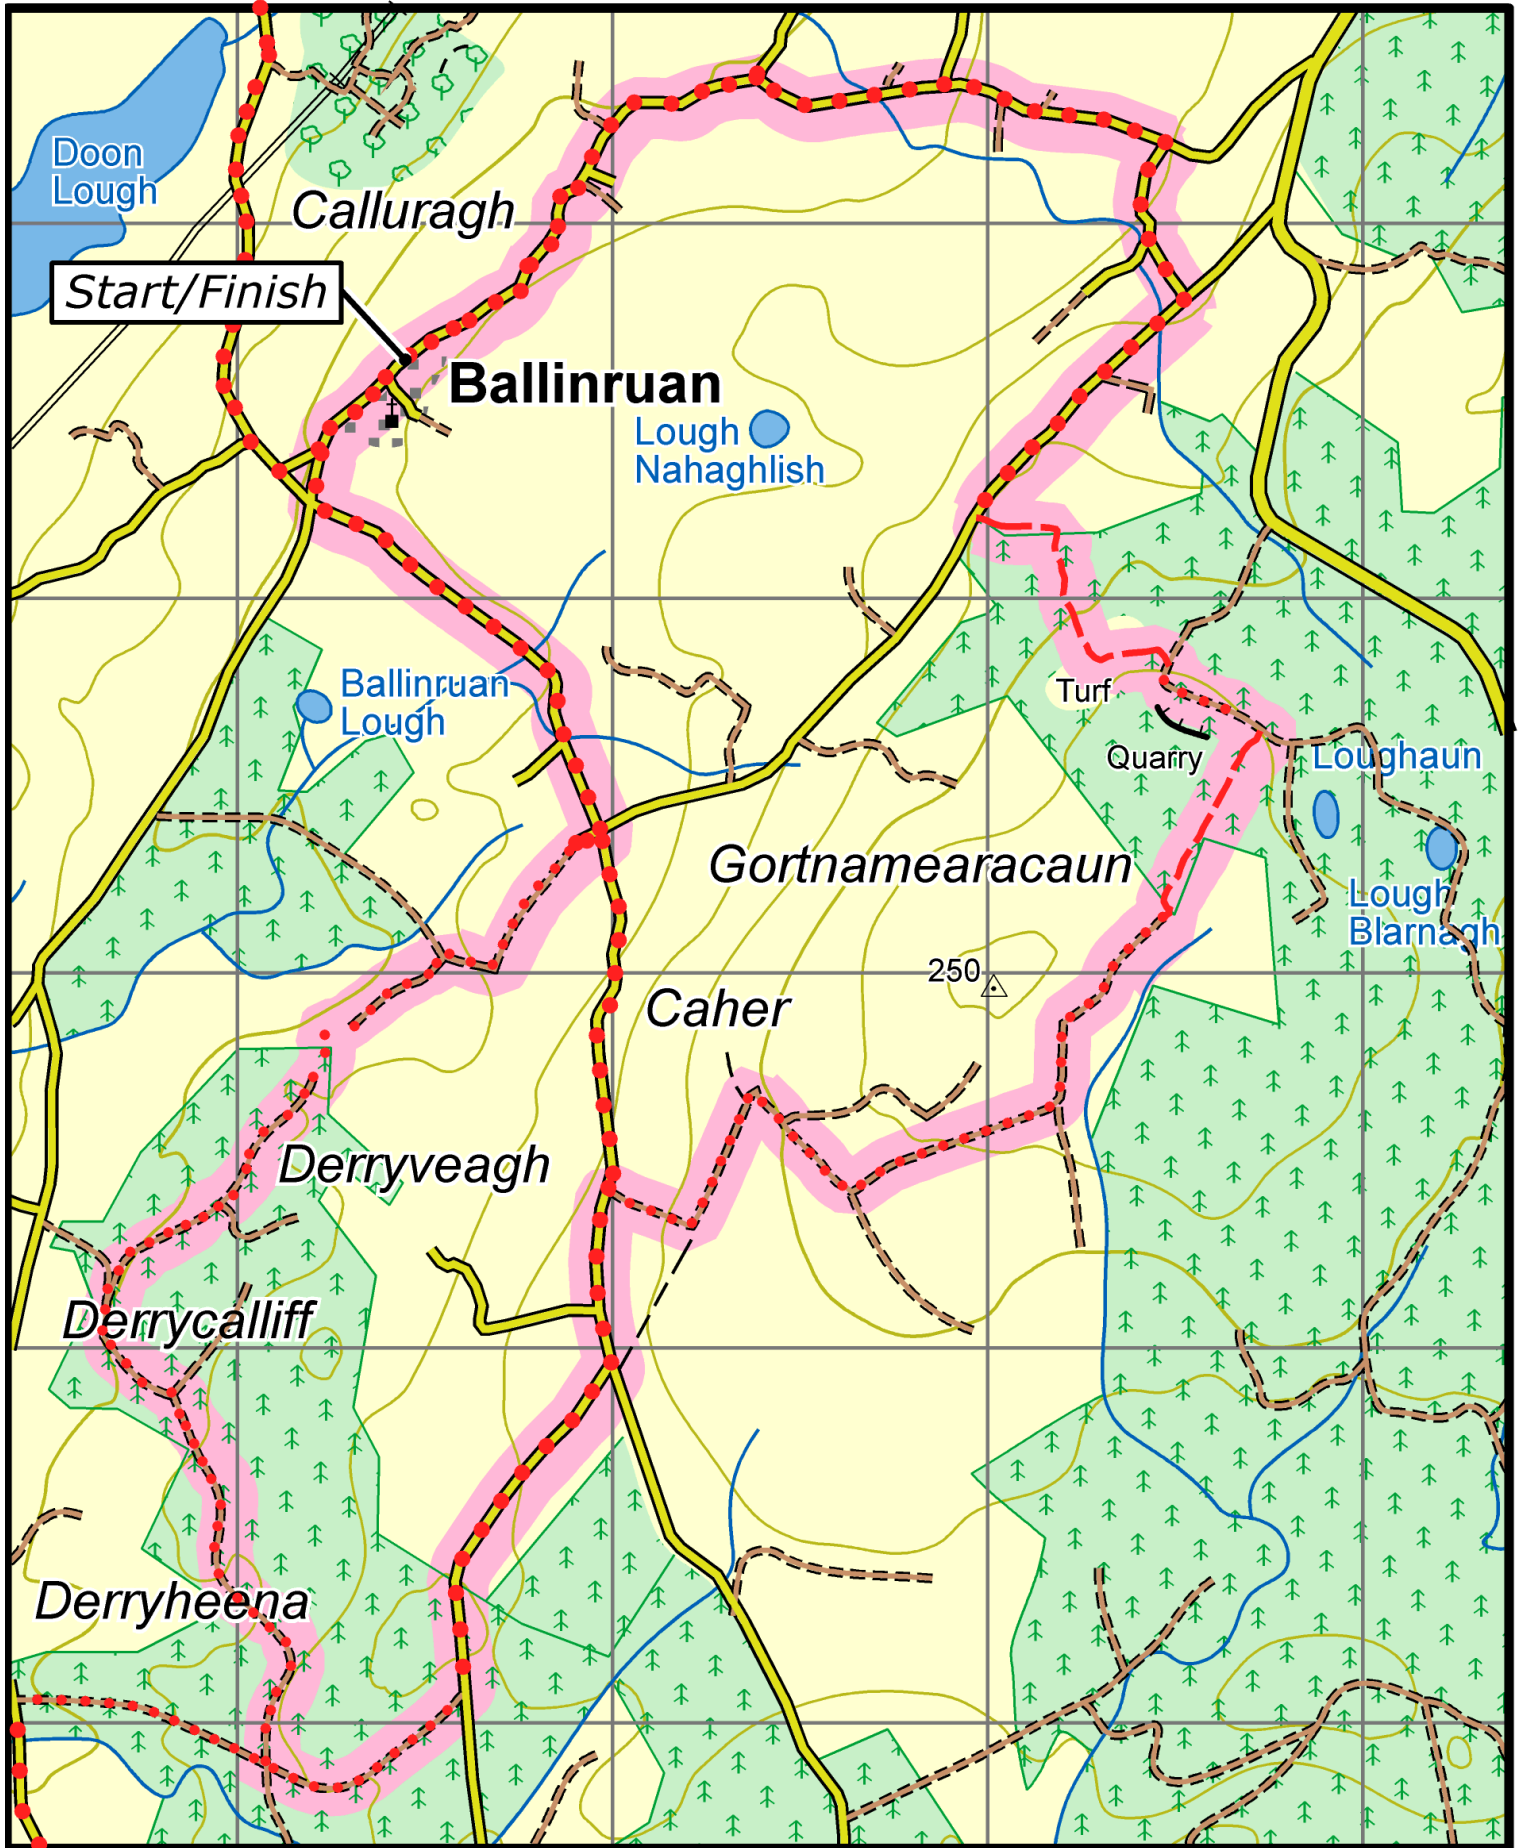 Doon
Lough
Calluragh
Start/Finish
Ballinruan
Lough
Nahaghlish
Ballinruan
Lough
Turf
Quarry
Loughaun
Gortnamearacaun
Lough
Blarnagh
250
Caher
Derryveagh
Derrycalliff
Derryheena